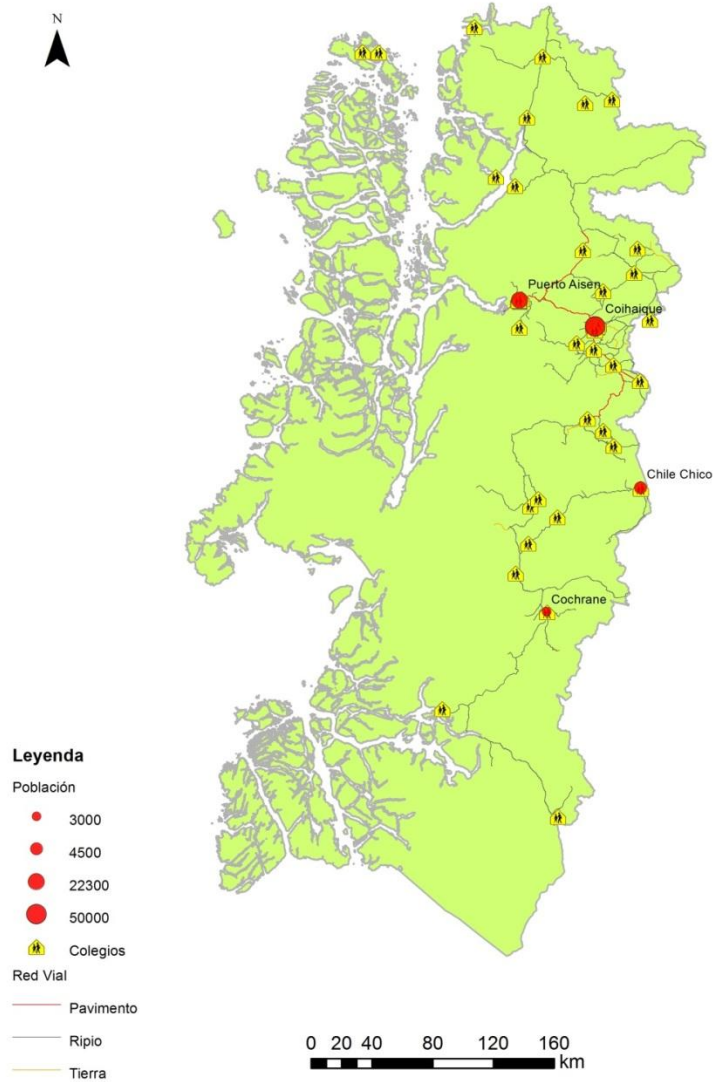 N
Puerto Aisen
Coihaique
Chile Chico
Cochrane
Leyenda
Población
3000
4500
22300
50000
Colegios
Red Vial
Pavimento
Ripio
Tierra
0 20 40 80 120 160
km